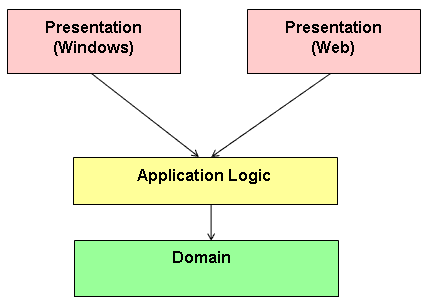 Presentation
(Windows)
Presentation
(Web)
Application Logic
Domain